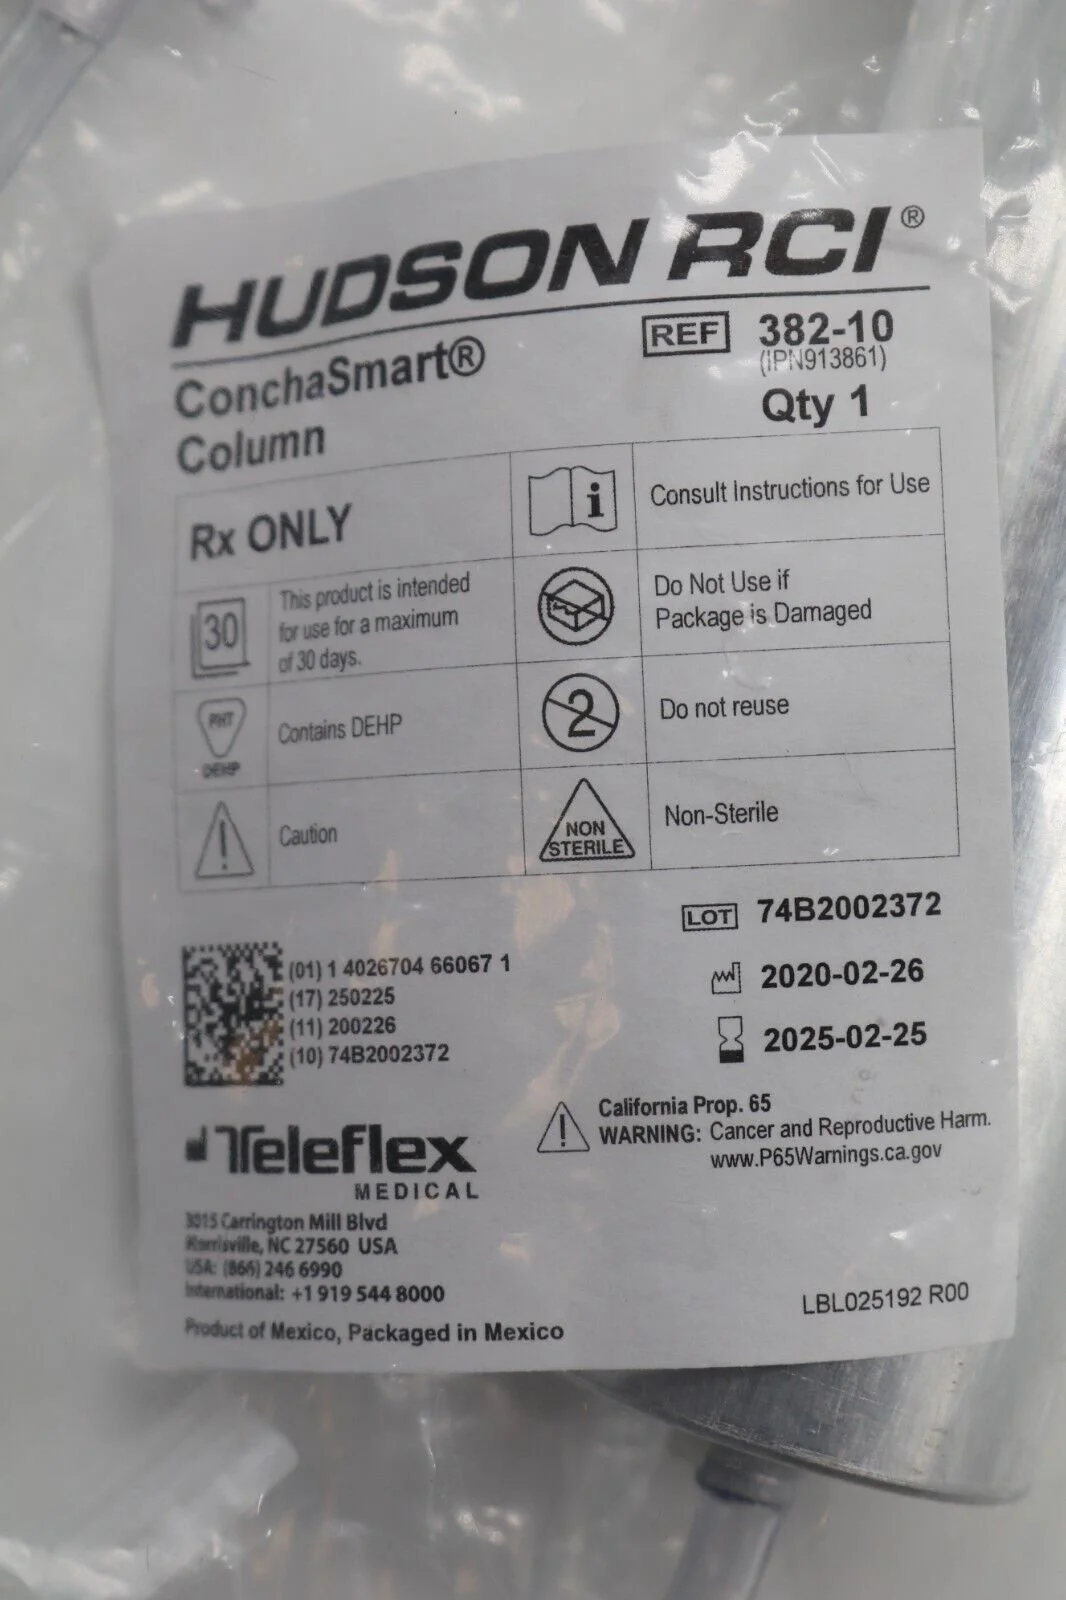 HUDSON RCI®
ConchaSmart®
Column
REF 382-10
(IPN913861)
Qty 1
Rx ONLY
i
Consult Instructions for Use
30
This product is intended
for use for a maximum
of 30 days.
Do Not Use if
Package is Damaged
PHT
DEHP
Contains DEHP
2
Do not reuse
!
Caution
NON
STERILE
Non-Sterile
LOT 74B2002372
2020-02-26
2025-02-25
(01) 1 4026704 66067 1
(17) 250225
(11) 200226
(10) 74B2002372
! California Prop. 65
WARNING: Cancer and Reproductive Harm.
www.P65Warnings.ca.gov
Teleflex
MEDICAL
3015 Carrington Mill Blvd
Morrisville, NC 27560 USA
USA: (866) 246 6990
International: +1 919 544 8000
Product of Mexico, Packaged in Mexico
LBL025192 R00